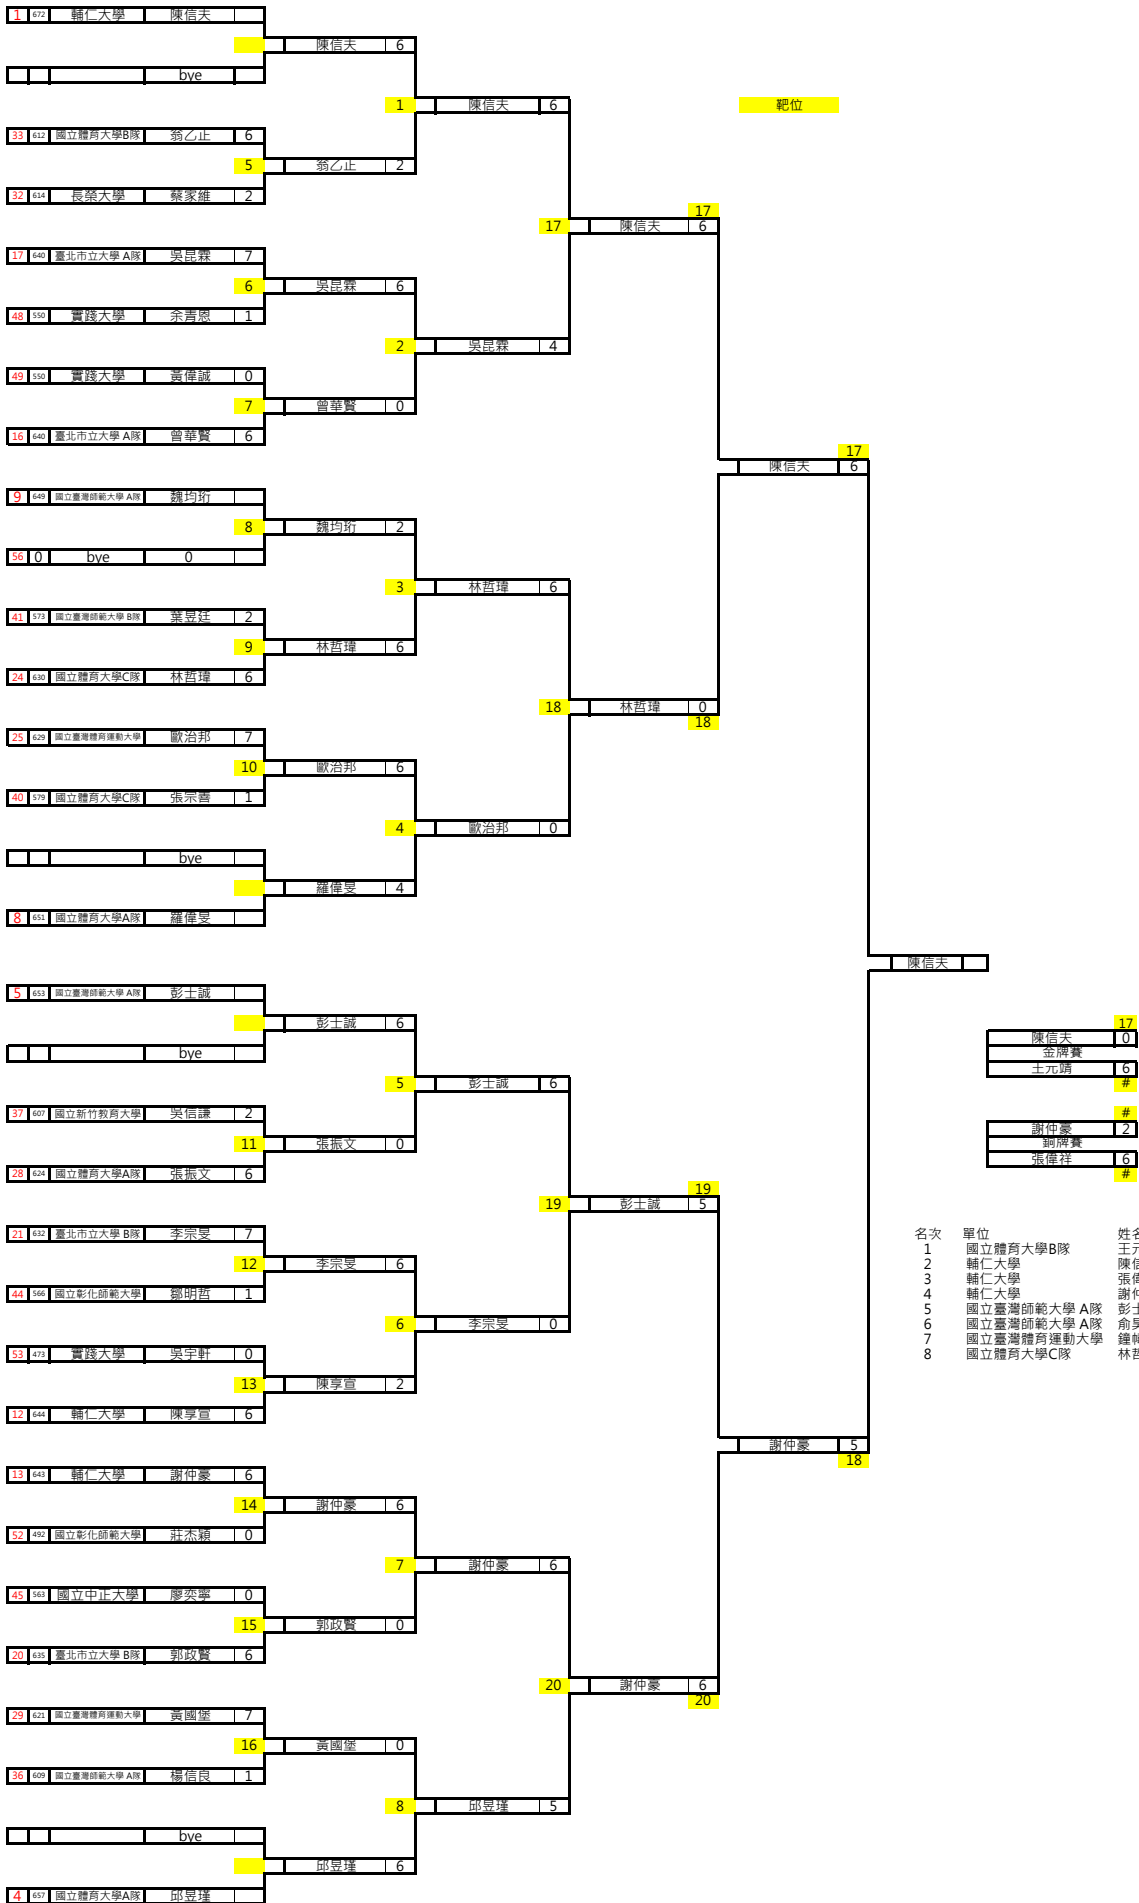 1 672 輔仁大學 陳信夫
陳信夫 6
bye
1 陳信夫 6 靶位
33 612 國立體育大學B隊 翁乙正 6
5 翁乙正 2
32 614 長榮大學 蔡家維 2
17
17 陳信夫 6
17 640 臺北市立大學 A隊 吳昆霖 7
6 吳昆霖 6
48 550 實踐大學 余青恩 1
2 吳昆霖 4
49 550 實踐大學 黃偉誠 0
7 曾華賢 0
16 640 臺北市立大學 A隊 曾華賢 6
17
陳信夫 6
9 649 國立臺灣師範大學 A隊 魏均珩
8 魏均珩 2
56 0 bye 0
3 林哲瑋 6
41 573 國立臺灣師範大學 B隊 葉昱廷 2
9 林哲瑋 6
24 630 國立體育大學C隊 林哲瑋 6
18 林哲瑋 0
18
25 629 國立臺灣體育運動大學 歐治邦 7
10 歐治邦 6
40 579 國立體育大學C隊 張宗善 1
4 歐治邦 0
bye
羅偉旻 4
8 651 國立體育大學A隊 羅偉旻
陳信夫
5 653 國立臺灣師範大學 A隊 彭士誠
彭士誠 6 17
陳信夫 0
bye 金牌賽
王元靖 6
5 彭士誠 6 #
37 607 國立新竹教育大學 吳信謙 2 #
謝仲豪 2
11 張振文 0 銅牌賽
張偉祥 6
28 624 國立體育大學A隊 張振文 6 #
19
19 彭士誠 5
21 632 臺北市立大學 B隊 李宗旻 7 名次 單位
1 國立體育大學B隊
12 李宗旻 6 2 輔仁大學
3 輔仁大學
44 566 國立彰化師範大學 鄒明哲 1 4 輔仁大學
5 國立臺灣師範大學 A隊
6 李宗旻 0 6 國立臺灣師範大學 A隊
7 國立臺灣體育運動大學
53 473 實踐大學 吳宇軒 0 8 國立體育大學C隊
13 陳享宣 2
12 644 輔仁大學 陳享宣 6
謝仲豪 5
18
13 643 輔仁大學 謝仲豪 6
14 謝仲豪 6
52 492 國立彰化師範大學 莊杰穎 0
7 謝仲豪 6
45 563 國立中正大學 廖奕寧 0
15 郭政賢 0
20 635 臺北市立大學 B隊 郭政賢 6
20 謝仲豪 6
20
29 621 國立臺灣體育運動大學 黃國堡 7
16 黃國堡 0
36 609 國立臺灣師範大學 A隊 楊信良 1
8 邱昱瑾 5
bye
邱昱瑾 6
4 657 國立體育大學A隊 邱昱瑾